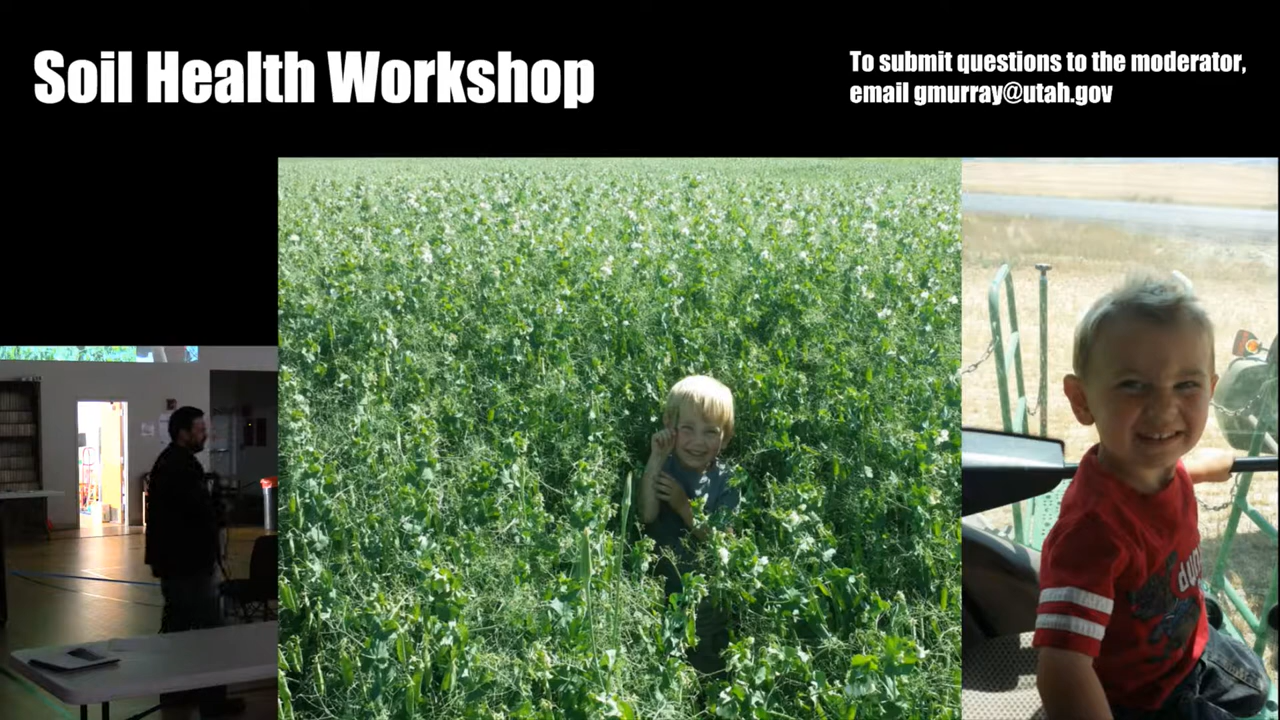 Soil Health Workshop
To submit questions to the moderator,
email gmurray@utah.gov